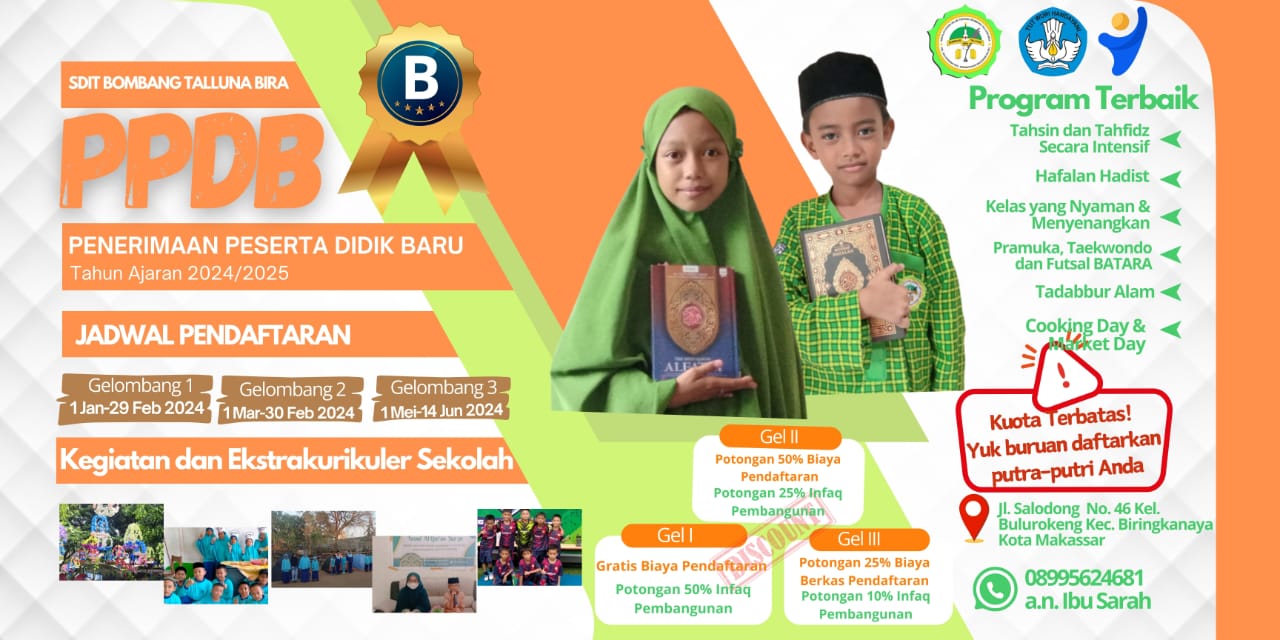 SDIT BOMBANG TALLUNA BIRA
PPDB
B
PENERIMAAN PESERTA DIDIK BARU
Tahun Ajaran 2024/2025
JADWAL PENDAFTARAN
Gelombang 1
1 Jan-29 Feb 2024
Gelombang 2
1 Mar-30 Feb 2024
Gelombang 3
1 Mei-14 Jun 2024
Kegiatan dan Ekstrakurikuler Sekolah
TUT WURI HANDAYANI
Program Terbaik
Tahsin dan Tahfidz
Secara Intensif
Hafalan Hadist
Kelas yang Nyaman &
Menyenangkan
Pramuka, Taekwondo
dan Futsal BATARA
Tadabbur Alam
Cooking Day &
Market Day
Kuota Terbatas!
Yuk buruan daftarkan
putra-putri Anda
Gel II
Potongan 50% Biaya
Pendaftaran
Potongan 25% Infaq
Pembangunan
DISCOUNT
Gel I
Gratis Biaya Pendaftaran
Potongan 50% Infaq
Pembangunan
Gel III
Potongan 25% Biaya
Berkas Pendaftaran
Potongan 10% Infaq
Pembangunan
Jl. Salodong No. 46 Kel.
Bulurokeng Kec. Biringkanaya
Kota Makassar
08995624681
a.n. Ibu Sarah